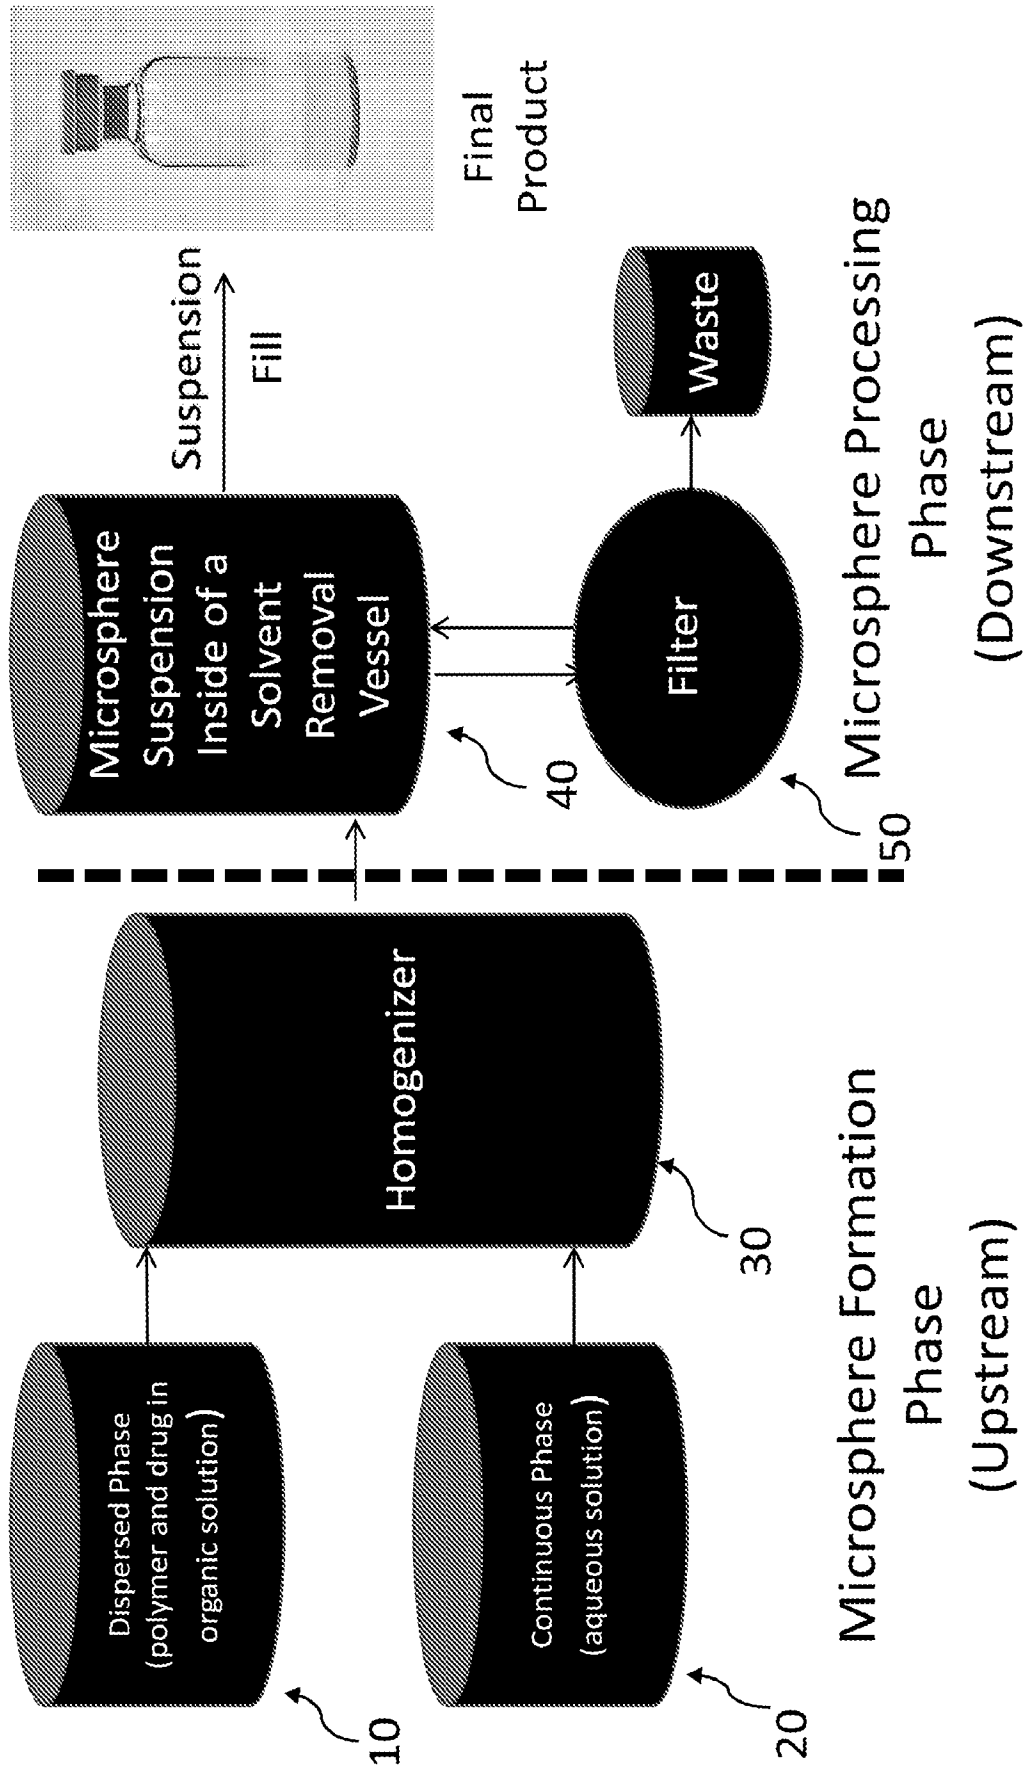 Dispersed Phase
(polymer and drug in
organic solution)
10
Continuous Phase
(aqueous solution)
20
Homogenizer
30
Microsphere Formation
Phase
(Upstream)
Microsphere
Suspension
Inside of a
Solvent
Removal
Vessel
40
Filter
50
Waste
Suspension
Fill
Final
Product
Microsphere Processing
Phase
(Downstream)